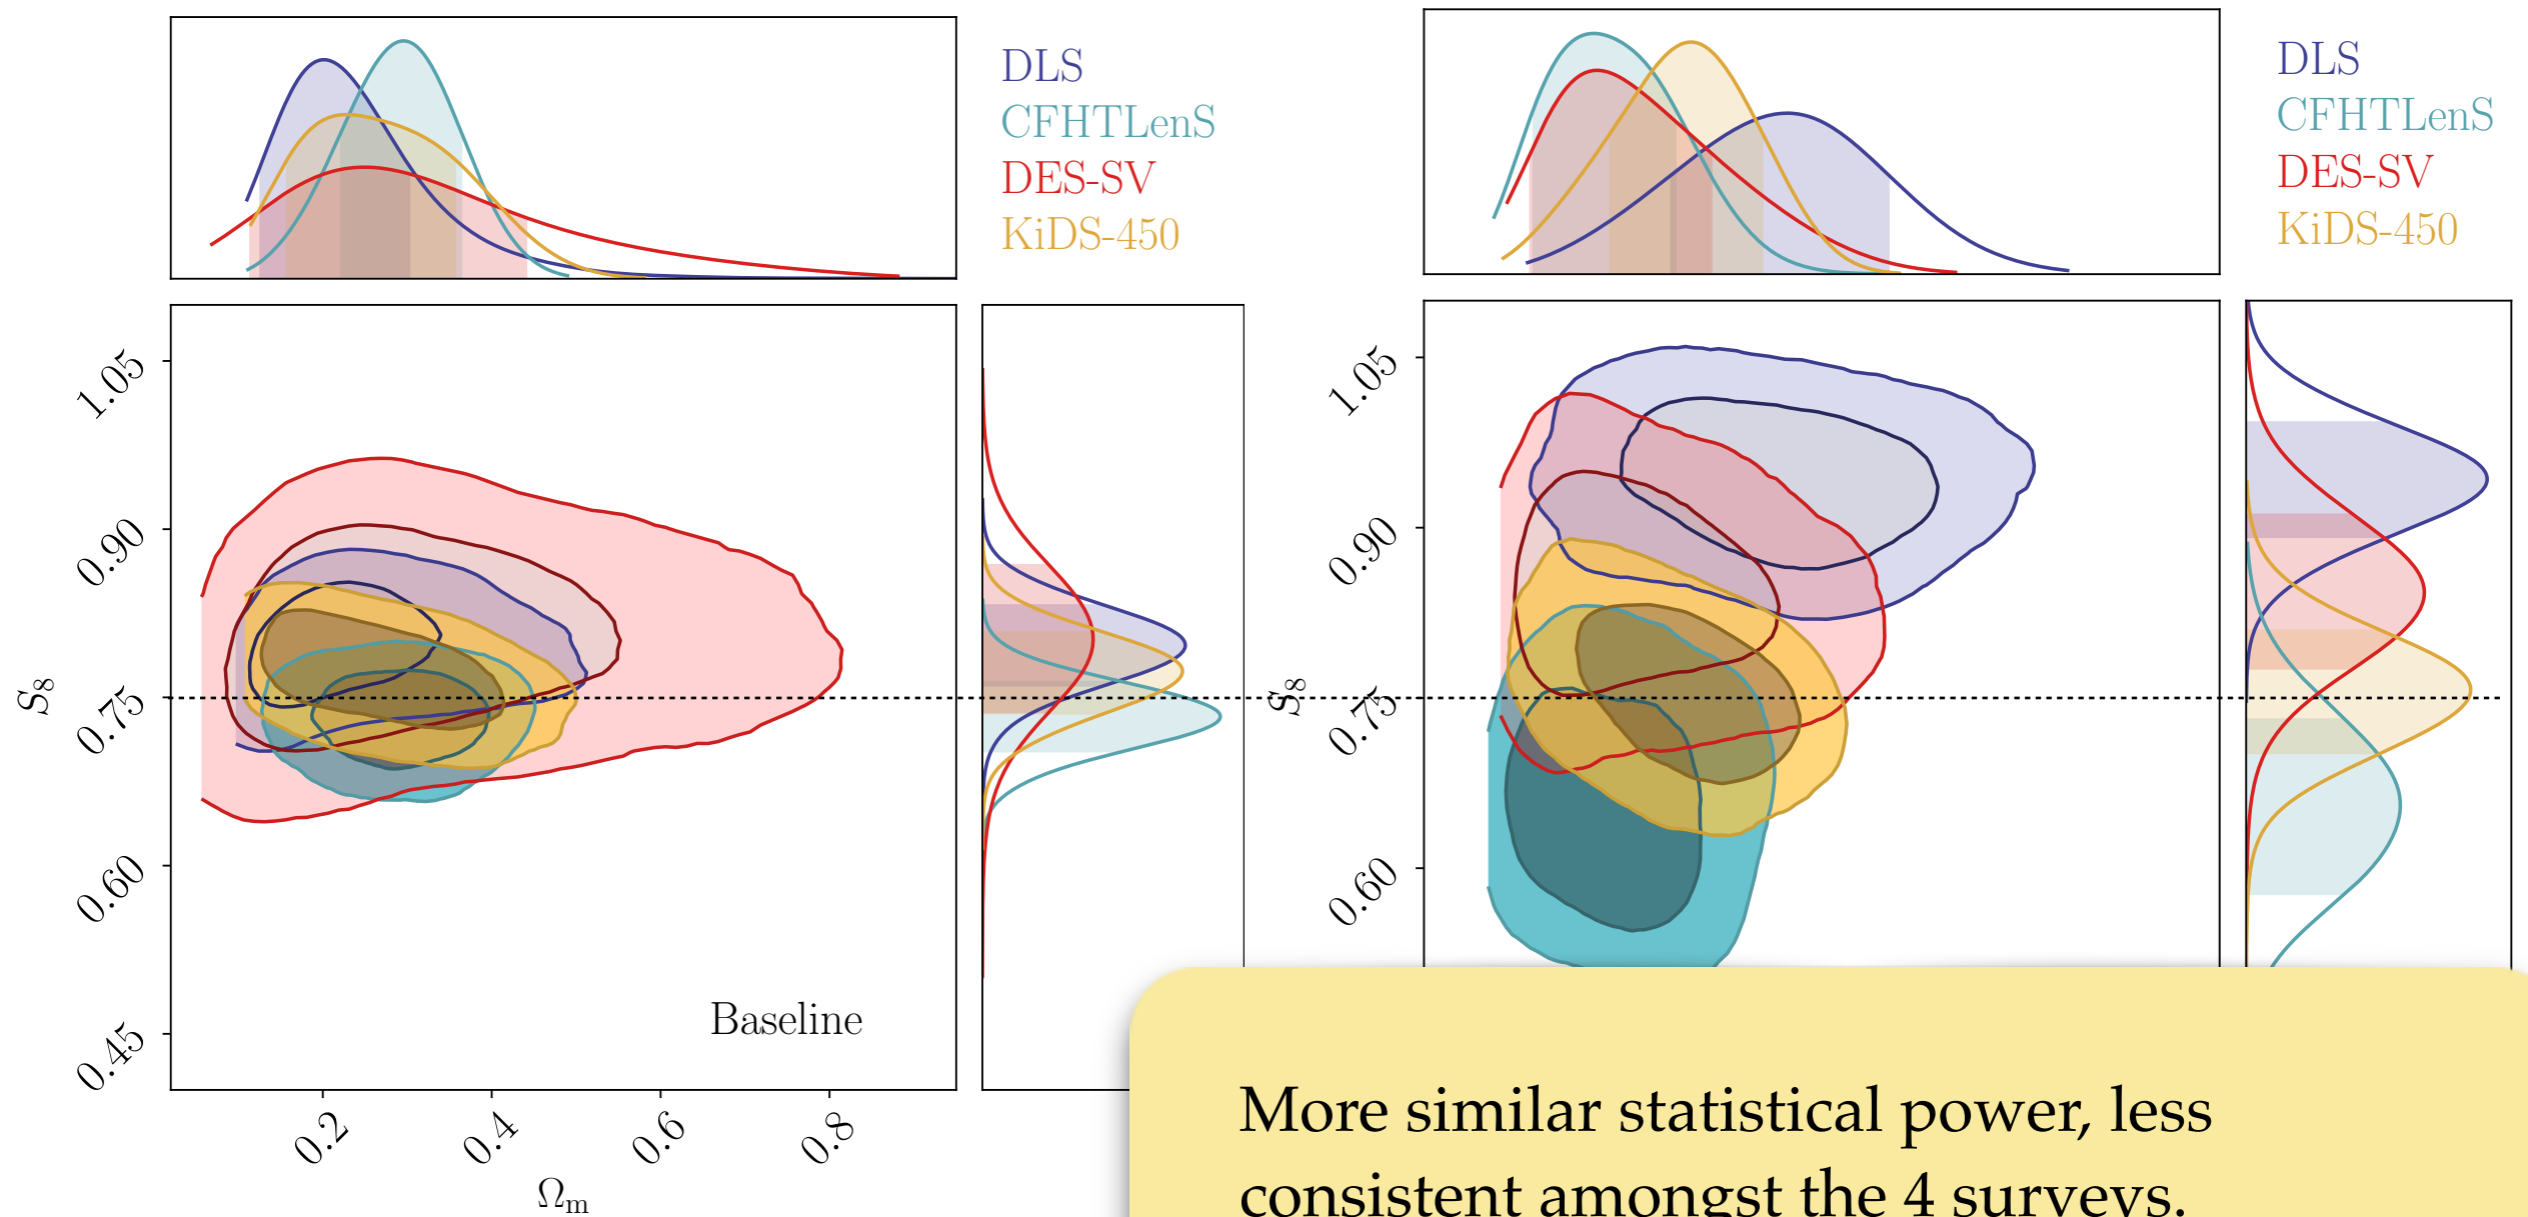 DLS
CFHTLenS
DES-SV
KiDS-450
1.05
0.90
0.75
0.60
0.45
S8
Baseline
0.2
0.4
0.6
0.8
Ωm
DLS
CFHTLenS
DES-SV
KiDS-450
1.05
0.90
0.75
0.60
S8
More similar statistical power, less
consistent amongst the 4 surveys.